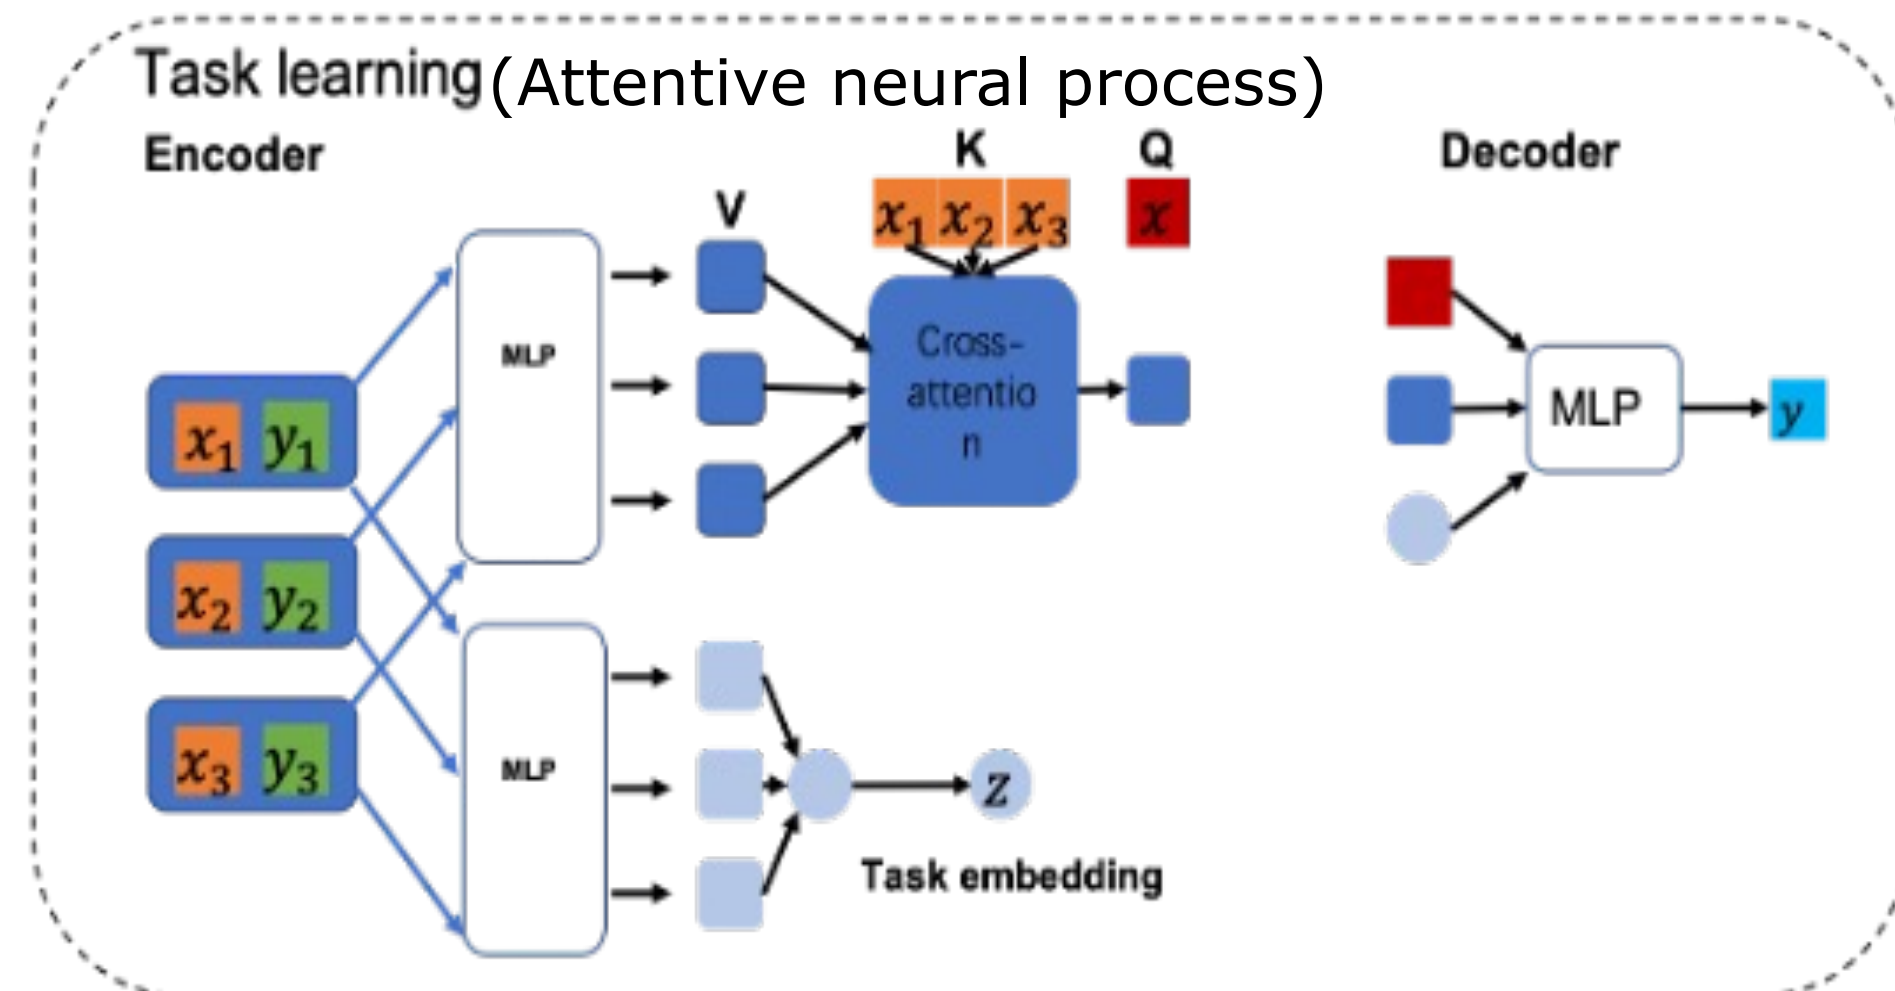 Task learning (Attentive neural process)
Encoder
K
Q
Decoder
V
x₁ x₂ x₃
x
MLP
Cross-
attentio
n
x₁ y₁
MLP
y
x₂ y₂
x₃ y₃
MLP
z
Task embedding